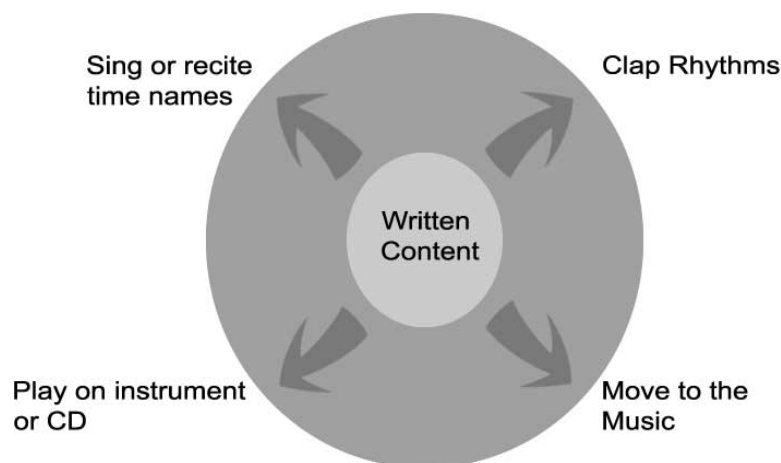 Sing or recite
time names
Clap Rhythms
Written
Content
Play on instrument
or CD
Move to the
Music